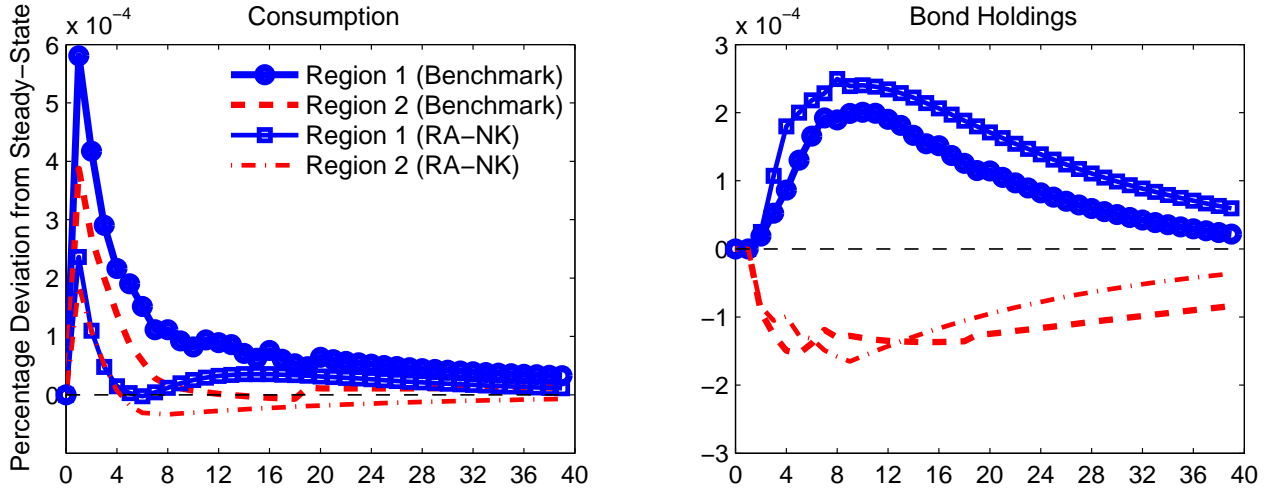 Consumption
x 10⁻⁴
Percentage Deviation from Steady-State
6
5
4
3
2
1
0
0 4 8 12 16 20 24 28 32 36 40
Region 1 (Benchmark)
Region 2 (Benchmark)
Region 1 (RA-NK)
Region 2 (RA-NK)
Bond Holdings
x 10⁻⁴
3
2
1
0
-1
-2
-3
0 4 8 12 16 20 24 28 32 36 40